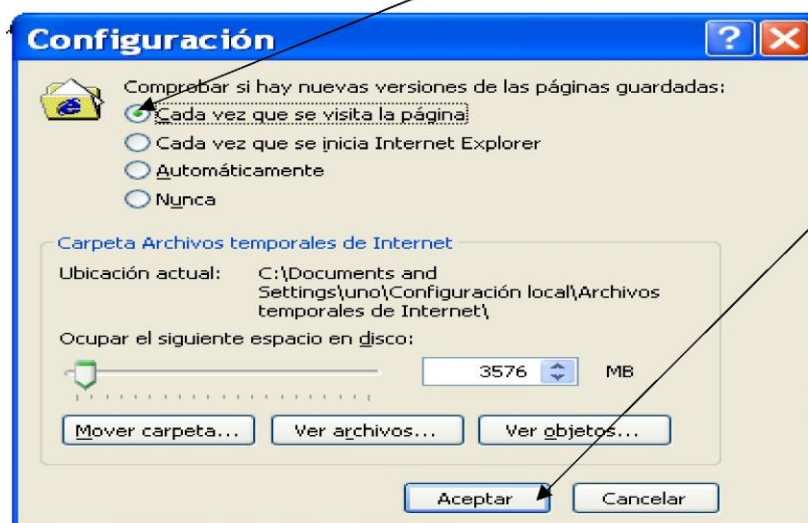 Configuración
Comprobar si hay nuevas versiones de las páginas guardadas:
Cada vez que se visita la página
Cada vez que se inicia Internet Explorer
Automáticamente
Nunca
Carpeta Archivos temporales de Internet
Ubicación actual: C:\Documents and
Settings\uno\Configuración local\Archivos
temporales de Internet\
Ocupar el siguiente espacio en disco:
3576 MB
Mover carpeta... Ver archivos... Ver objetos...
Aceptar Cancelar